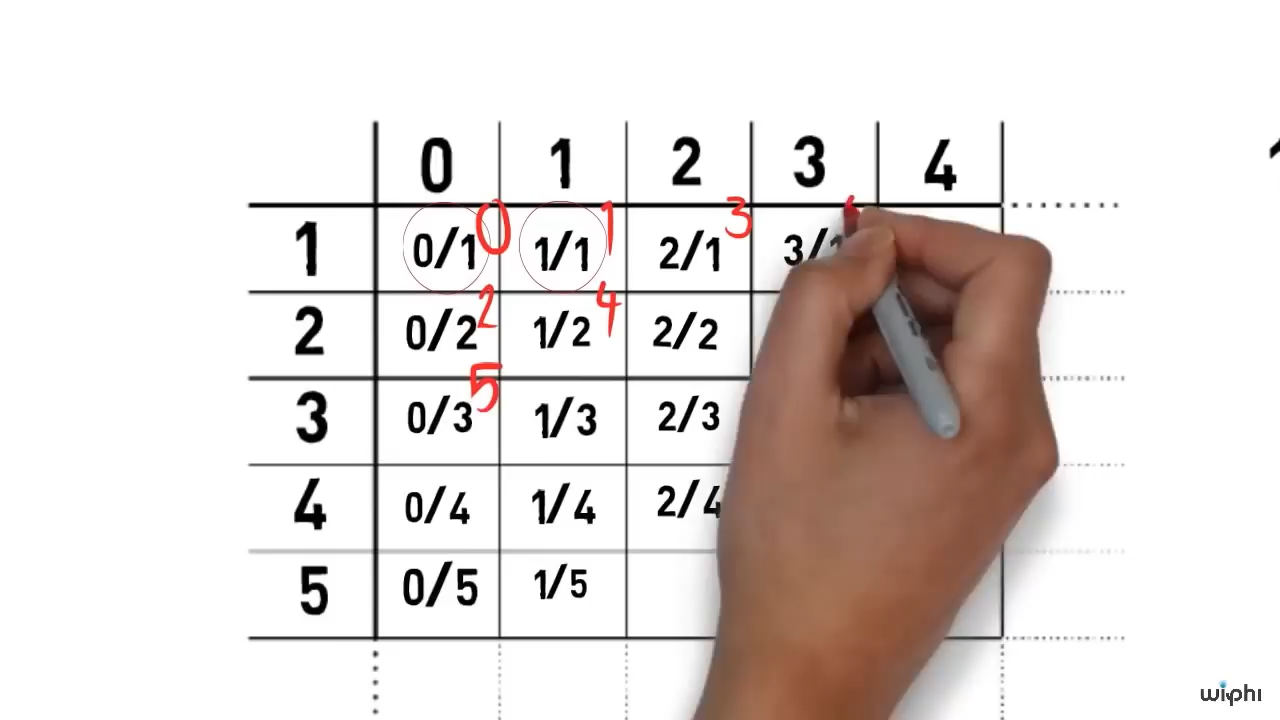 0 1 2 3 4
1 0/1 0 1/1 1 2/1 3 3/1
2 0/2 2 1/2 4 2/2
3 0/3 5 1/3 2/3
4 0/4 1/4 2/4
5 0/5 1/5
wiphi